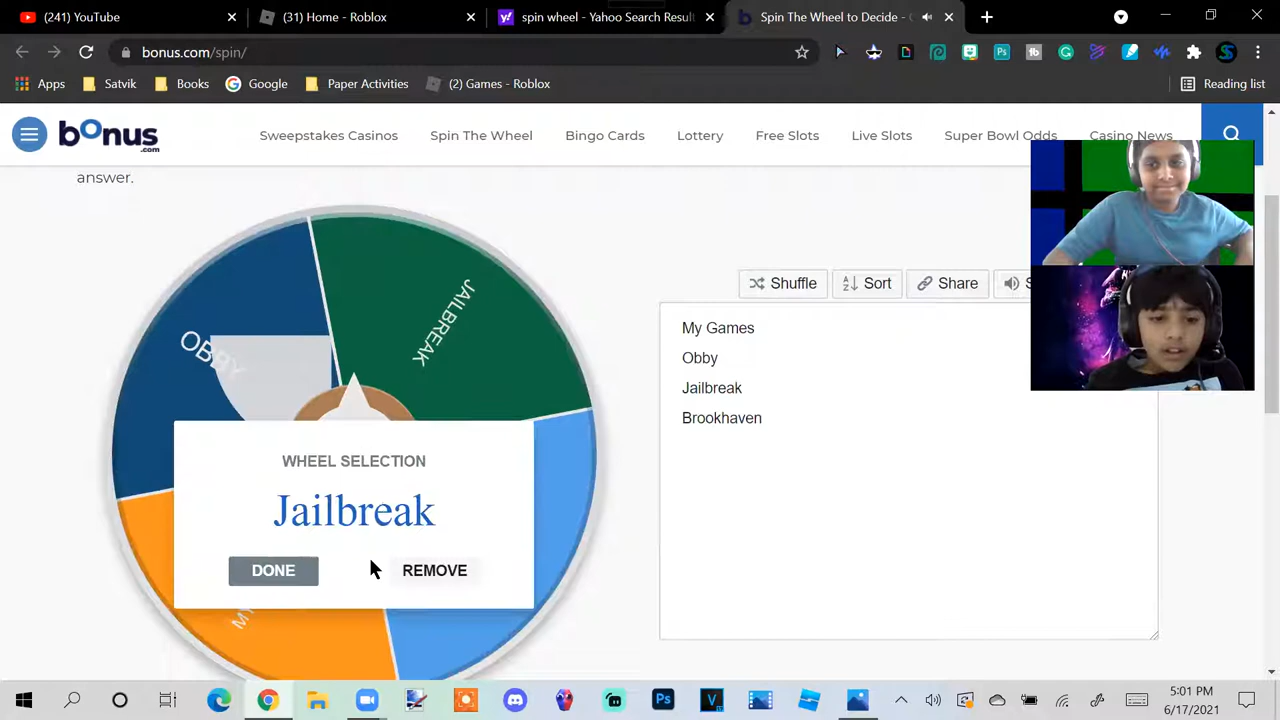 (241) YouTube
(31) Home - Roblox
spin wheel - Yahoo Search Result
Spin The Wheel to Decide -
bonus.com/spin/
Apps
Satvik
Books
Google
Paper Activities
(2) Games - Roblox
Reading list
bonus
.com
Sweepstakes Casinos
Spin The Wheel
Bingo Cards
Lottery
Free Slots
Live Slots
Super Bowl Odds
Casino News
answer.
OBBY
JAILBREAK
MY
WHEEL SELECTION
Jailbreak
DONE
REMOVE
Shuffle
Sort
Share
My Games
Obby
Jailbreak
Brookhaven
5:01 PM
6/17/2021